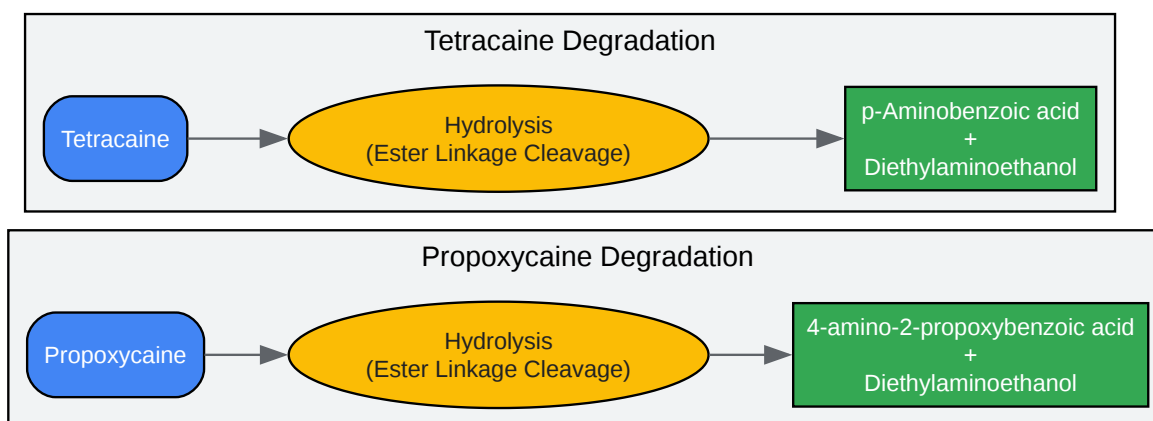 Tetracaine Degradation
Tetracaine
Hydrolysis
(Ester Linkage Cleavage)
p-Aminobenzoic acid
+
Diethylaminoethanol
Propoxycaine Degradation
Propoxycaine
Hydrolysis
(Ester Linkage Cleavage)
4-amino-2-propoxybenzoic acid
+
Diethylaminoethanol